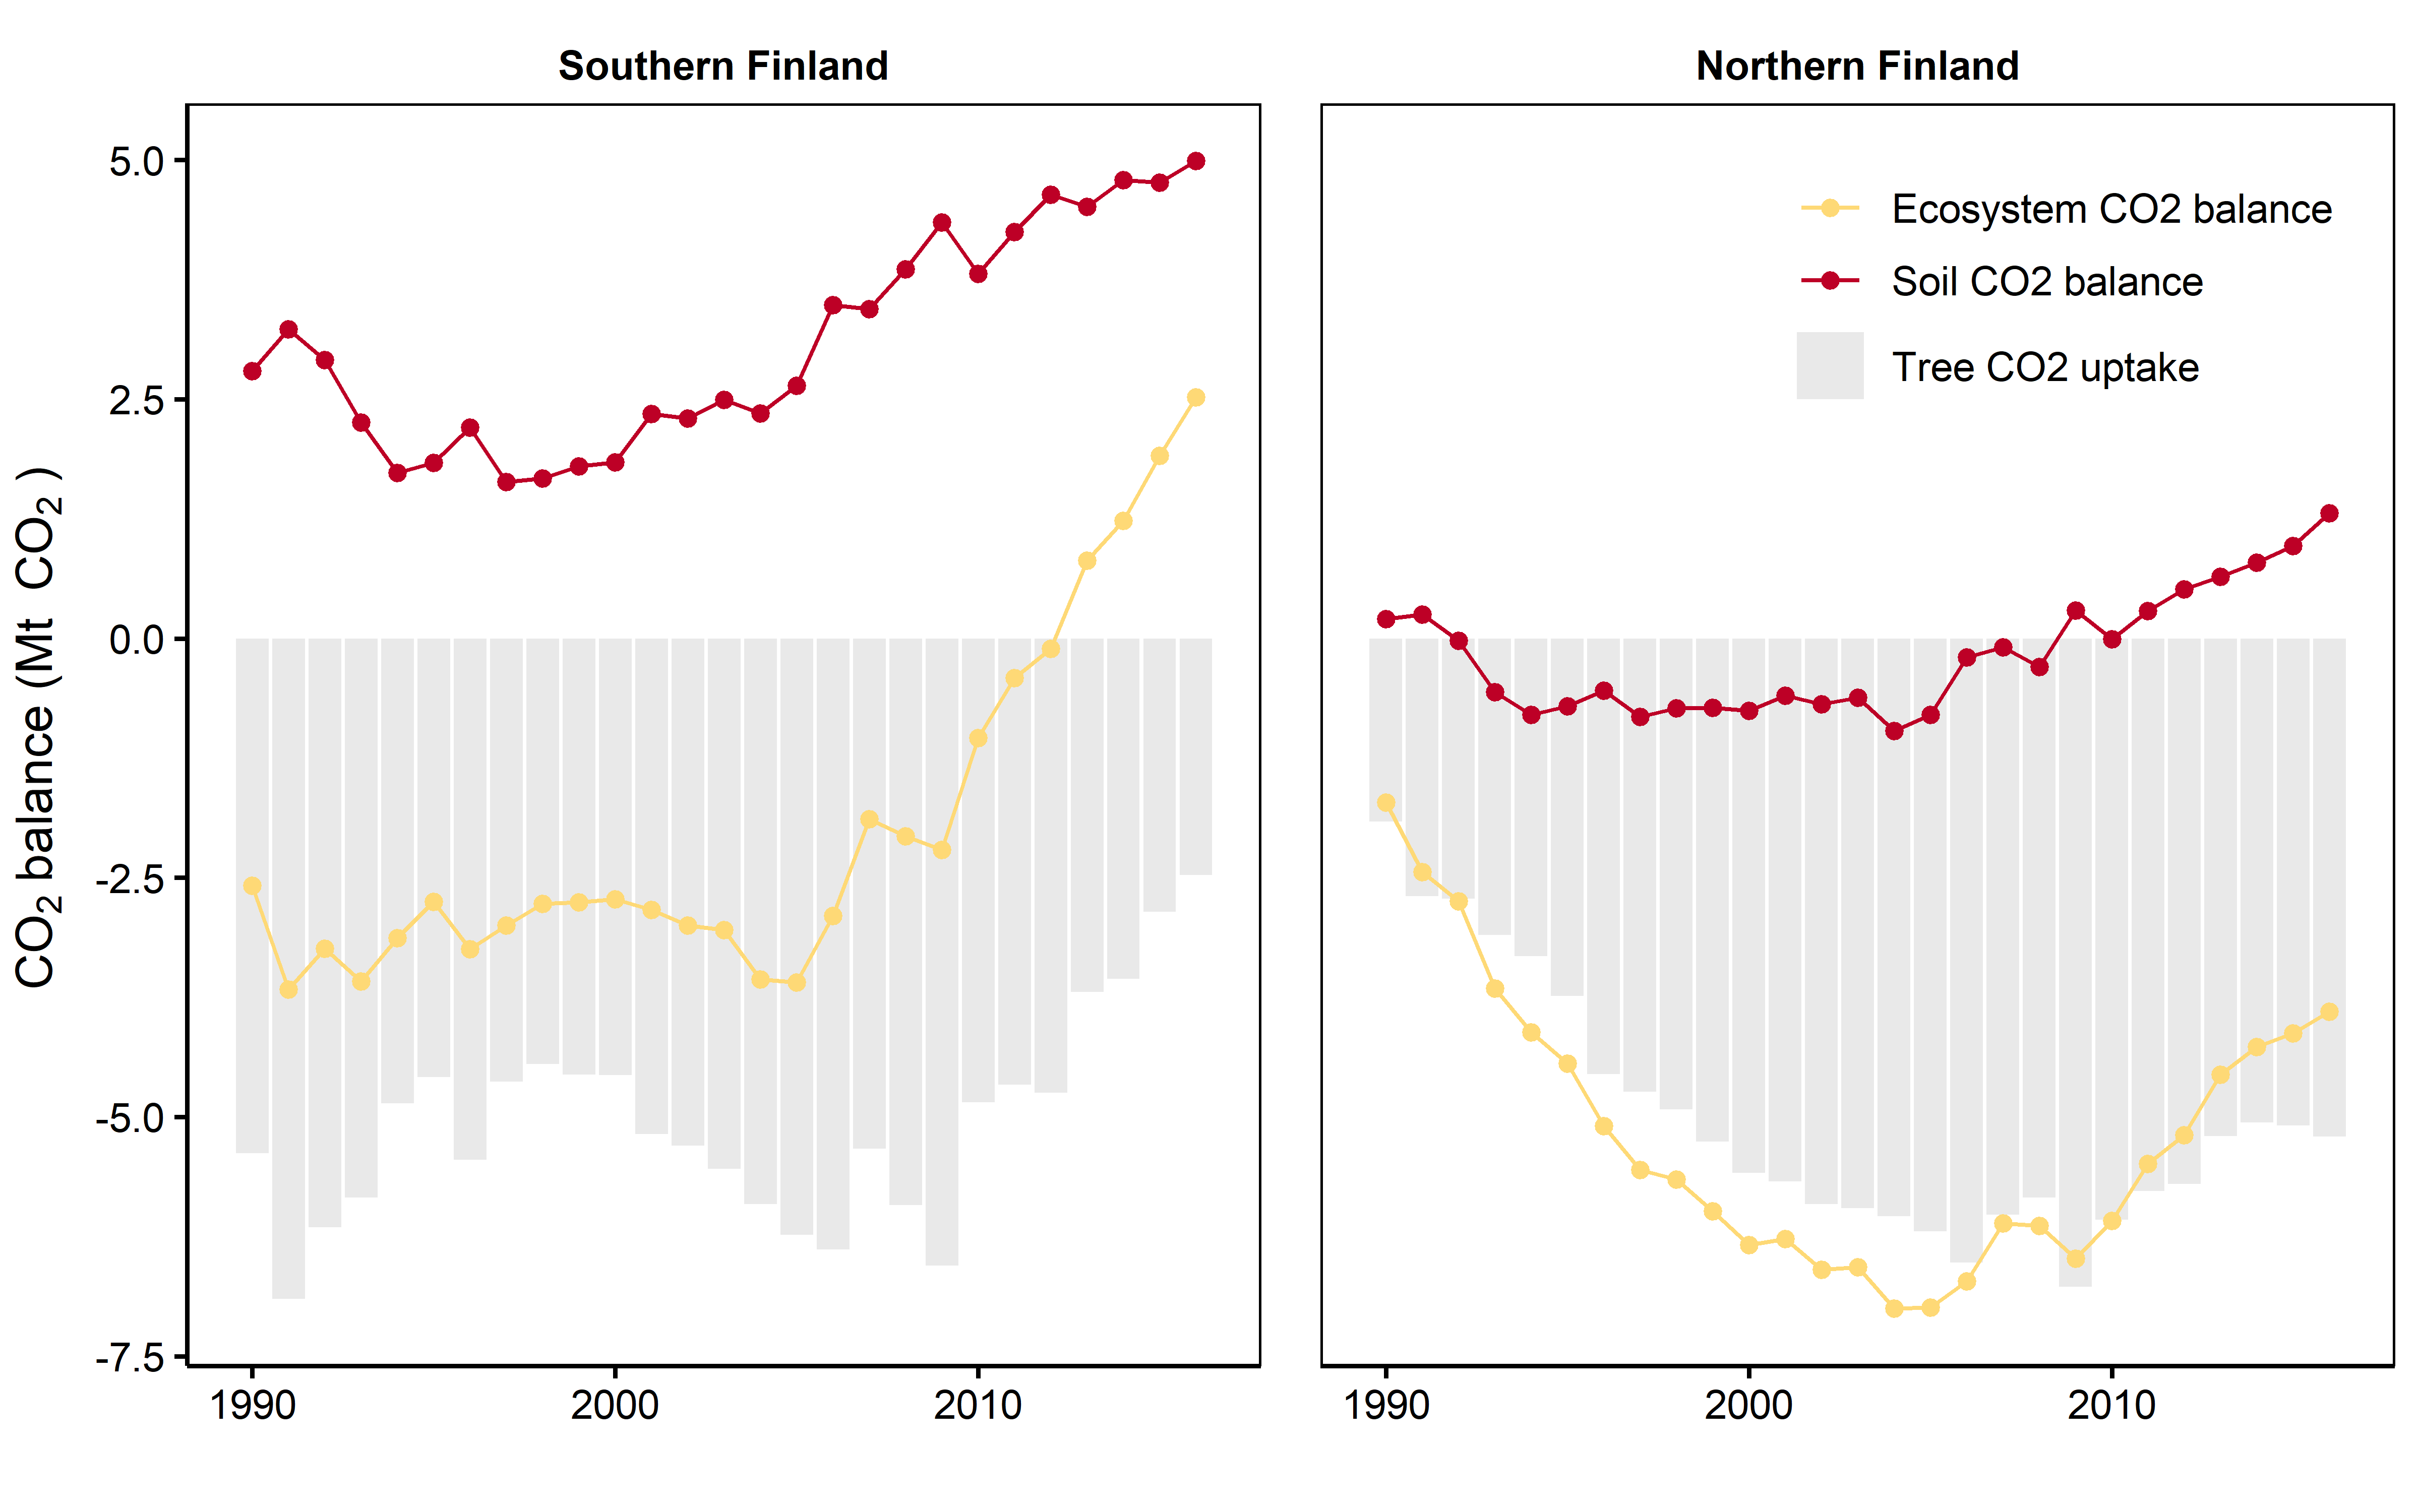 Southern Finland
Northern Finland
CO2 balance (Mt CO2 )
5.0
2.5
0.0
-2.5
-5.0
-7.5
Ecosystem CO2 balance
Soil CO2 balance
Tree CO2 uptake
1990 2000 2010
1990 2000 2010